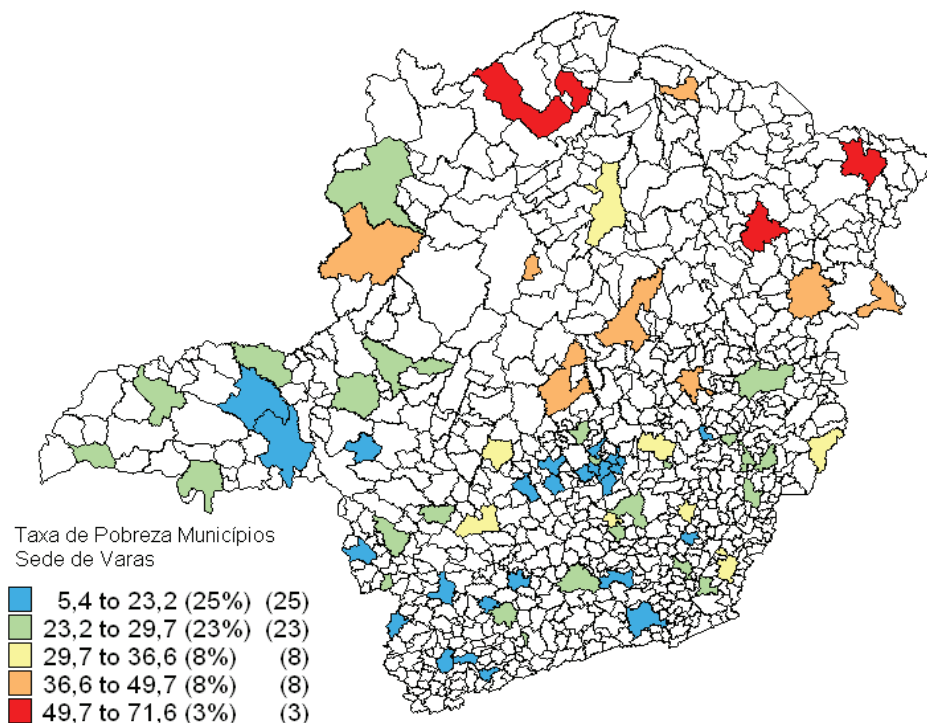 Taxa de Pobreza Municípios
Sede de Varas
5,4 to 23,2 (25%) (25)
23,2 to 29,7 (23%) (23)
29,7 to 36,6 (8%) (8)
36,6 to 49,7 (8%) (8)
49,7 to 71,6 (3%) (3)